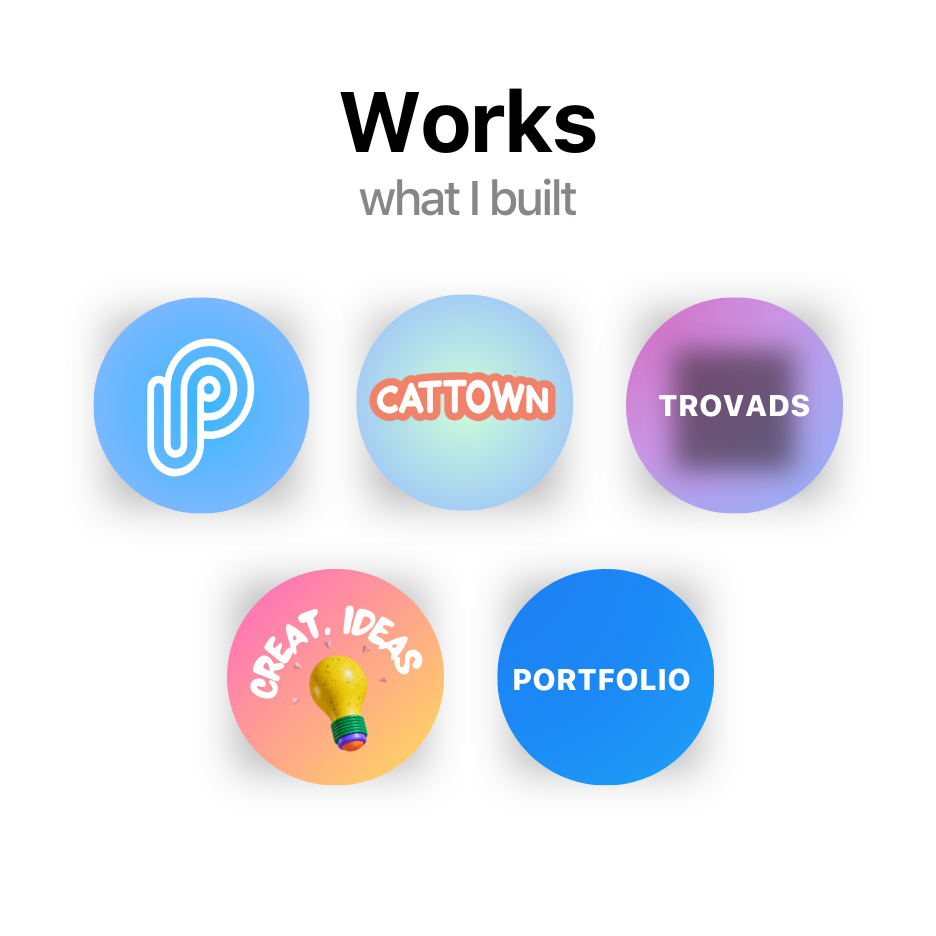 Works
what I built
P
CATTOWN
TROVADS
CREAT. IDEAS
PORTFOLIO